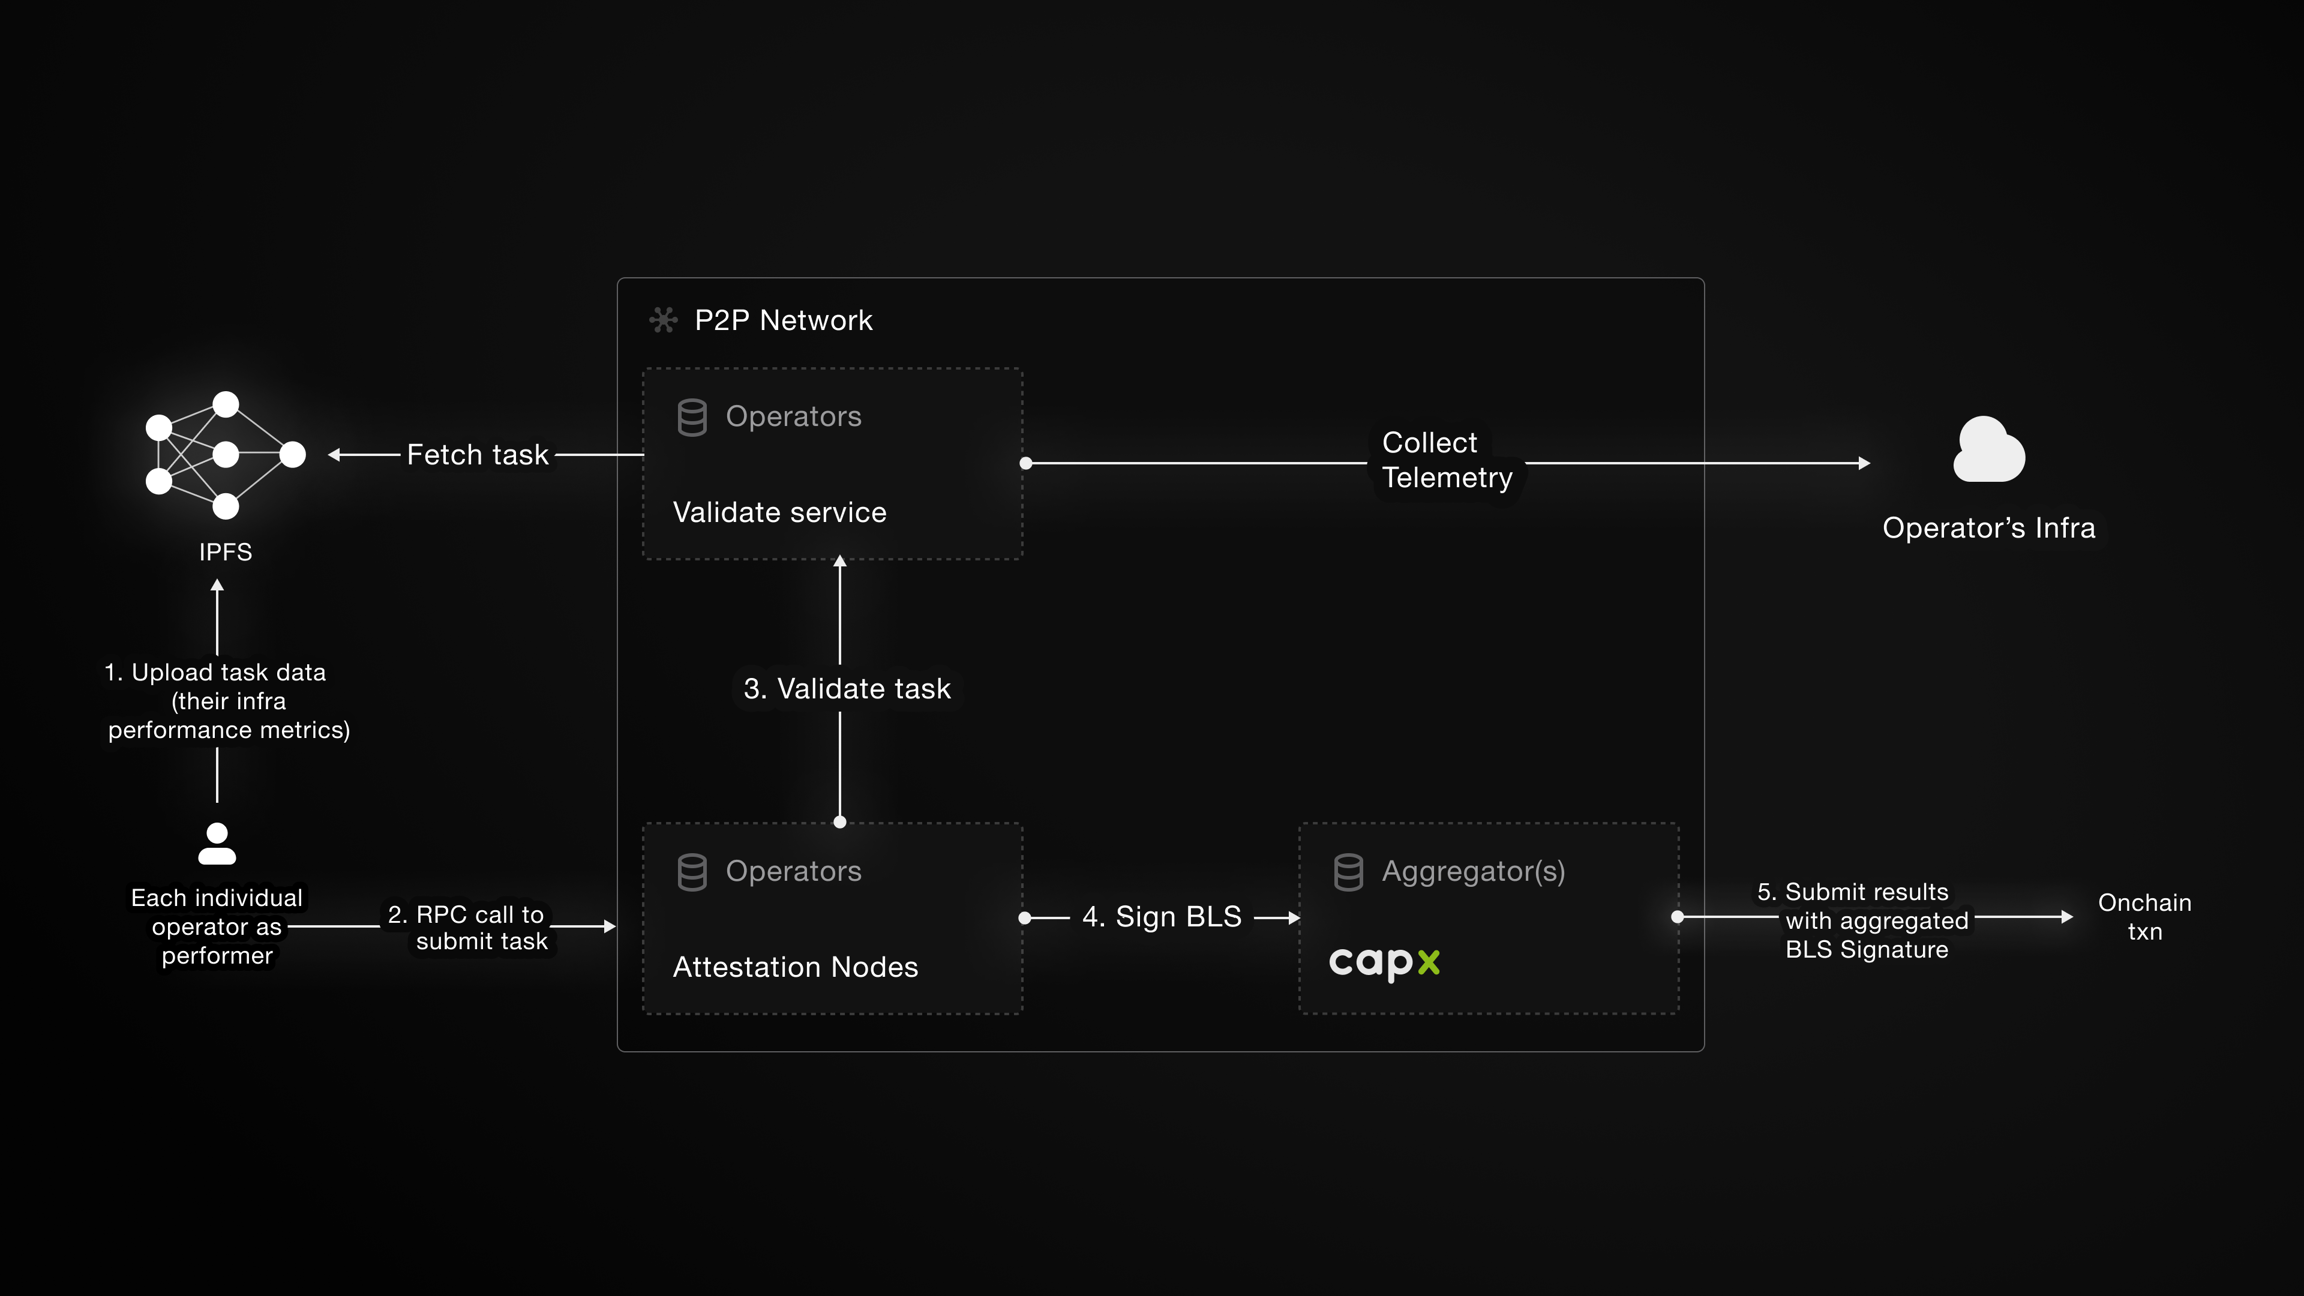 P2P Network
Operators
Validate service
Fetch task
Collect
Telemetry
Operator’s Infra
IPFS
1. Upload task data
(their infra
performance metrics)
3. Validate task
Each individual
operator as
performer
2. RPC call to
submit task
Operators
Attestation Nodes
4. Sign BLS
Aggregator(s)
capx
5. Submit results
with aggregated
BLS Signature
Onchain
txn